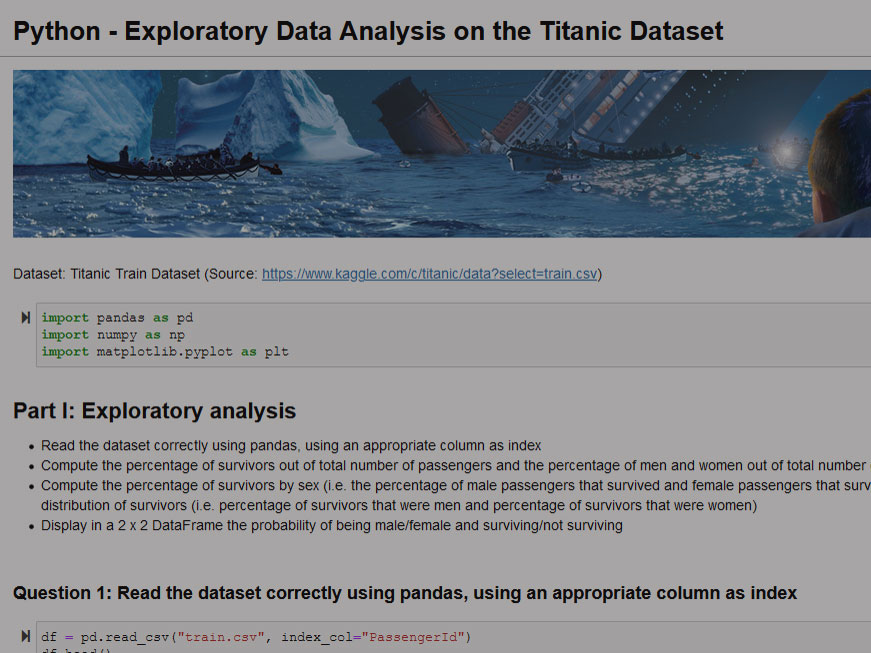 Python - Exploratory Data Analysis on the Titanic Dataset
Dataset: Titanic Train Dataset (Source: https://www.kaggle.com/c/titanic/data?select=train.csv)
import pandas as pd
import numpy as np
import matplotlib.pyplot as plt
Part I: Exploratory analysis
• Read the dataset correctly using pandas, using an appropriate column as index
• Compute the percentage of survivors out of total number of passengers and the percentage of men and women out of total number
• Compute the percentage of survivors by sex (i.e. the percentage of male passengers that survived and female passengers that surv
distribution of survivors (i.e. percentage of survivors that were men and percentage of survivors that were women)
• Display in a 2 x 2 DataFrame the probability of being male/female and surviving/not surviving
Question 1: Read the dataset correctly using pandas, using an appropriate column as index
df = pd.read_csv("train.csv", index_col="PassengerId")
df.head()